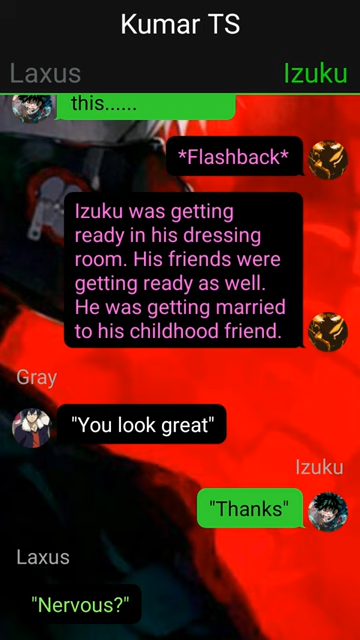 Kumar TS
Laxus
Izuku
this......
*Flashback*
Izuku was getting
ready in his dressing
room. His friends were
getting ready as well.
He was getting married
to his childhood friend.
Gray
"You look great"
Izuku
"Thanks"
Laxus
"Nervous?"